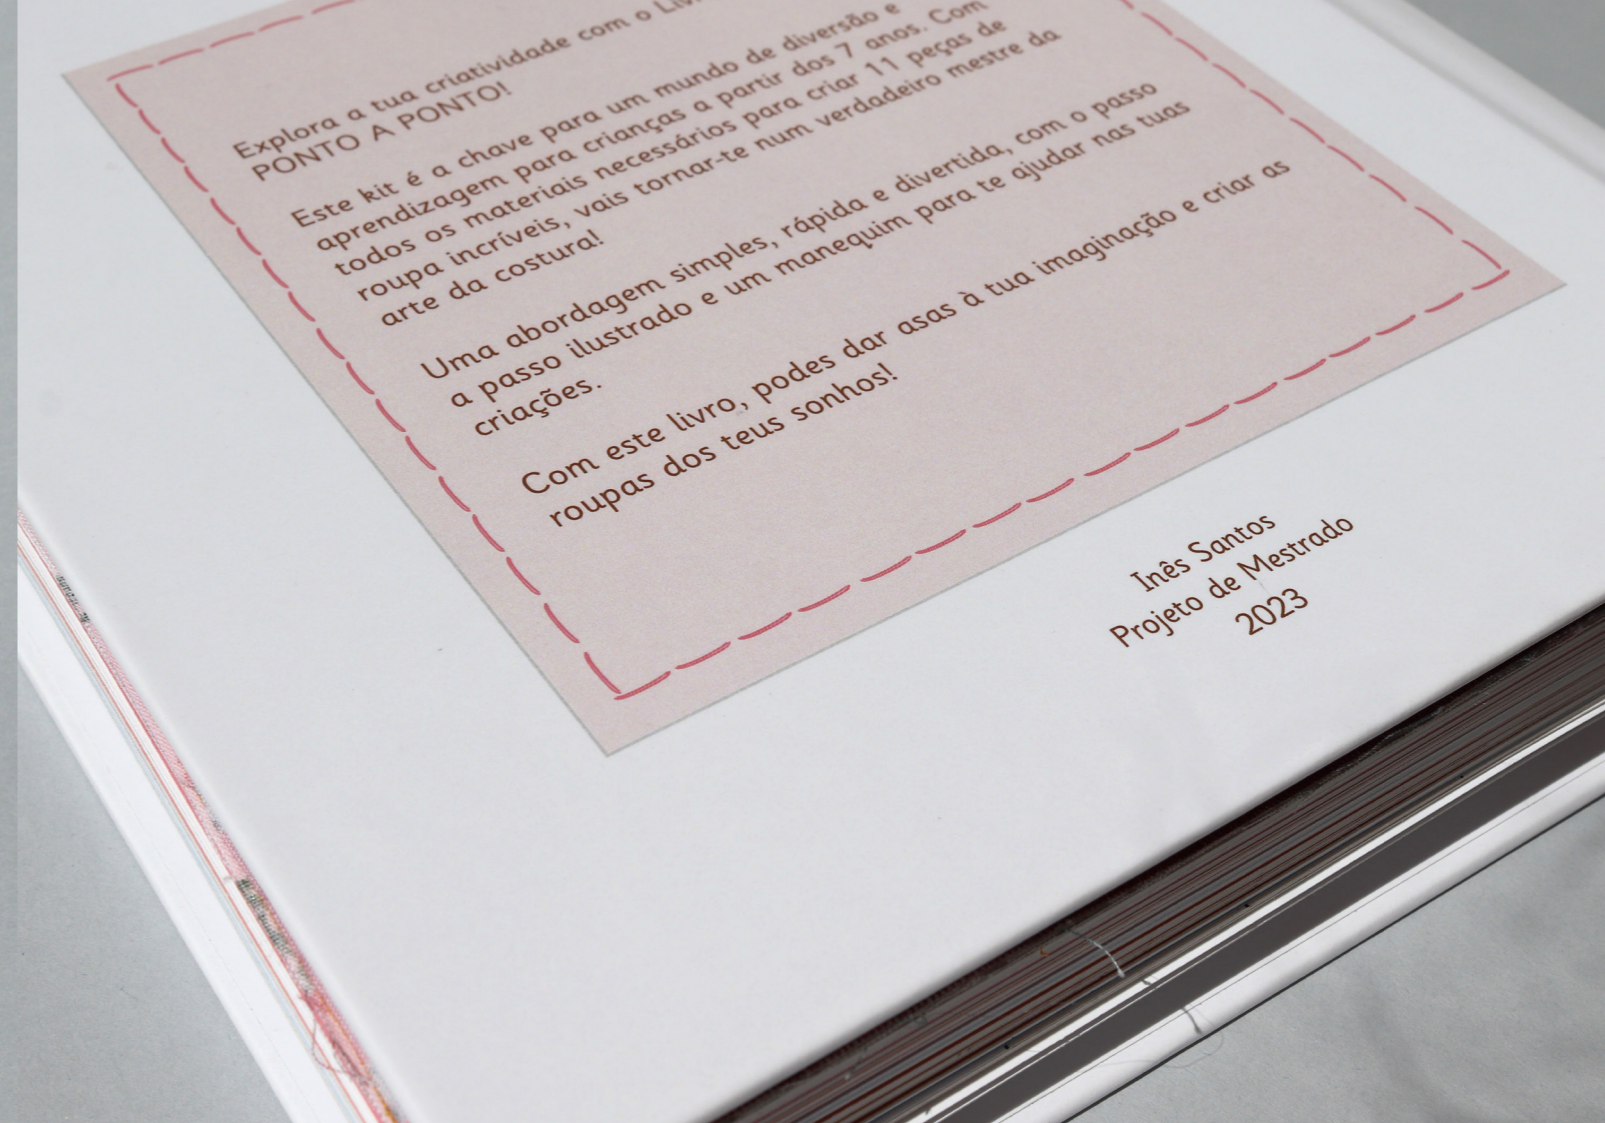 Explora a tua criatividade com o
PONTO A PONTO!
Este kit é a chave para um mundo de diversão e
aprendizagem para crianças a partir dos 7 anos. Com
todos os materiais necessários para criar 11 peças de
roupa incríveis, vais tornar-te num verdadeiro mestre da
arte da costura!
Uma abordagem simples, rápida e divertida, com o passo
a passo ilustrado e um manequim para te ajudar nas tuas
criações.
Com este livro, podes dar asas à tua imaginação e criar as
roupas dos teus sonhos!
Inês Santos
Projeto de Mestrado
2023